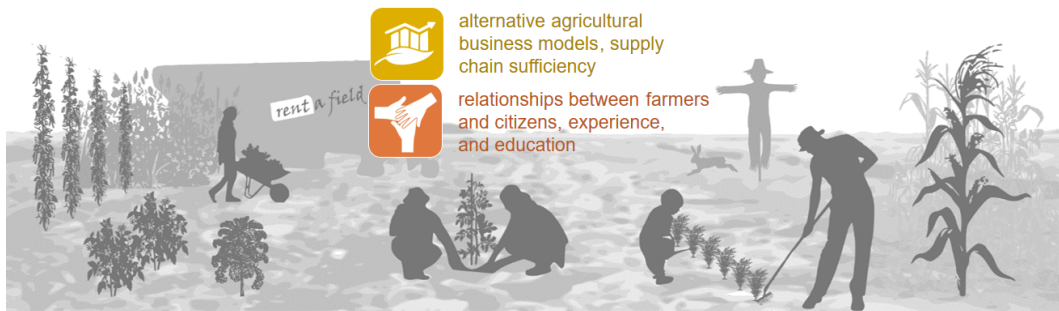 alternative agricultural
business models, supply
chain sufficiency
rent a field
relationships between farmers
and citizens, experience,
and education